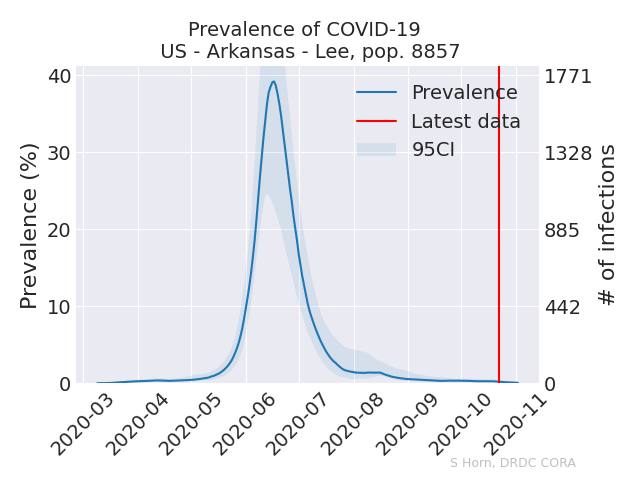 Prevalence of COVID-19
US - Arkansas - Lee, pop. 8857
Prevalence (%)
40
30
20
10
0
1771
1328
885
442
0
# of infections
Prevalence
Latest data
95CI
2020-03
2020-04
2020-05
2020-06
2020-07
2020-08
2020-09
2020-10
2020-11
S Horn, DRDC CORA